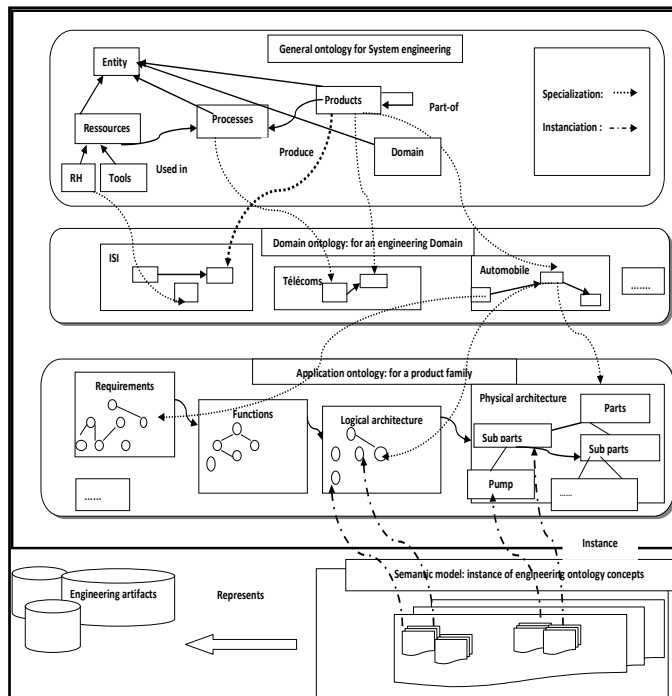 General ontology for System engineering
Entity
Products
Specialization:
Part-of
Processes
Ressources
Instanciation :
Domain
Produce
Used in
RH
Tools
Domain ontology: for an engineering Domain
ISI
Télécoms
Automobile
.......
......
Application ontology: for a product family
Requirements
Functions
Logical architecture
Physical architecture
Parts
Sub parts
Sub parts
Pump
......
......
Instance
Semantic model: instance of engineering ontology concepts
Engineering artifacts
Represents